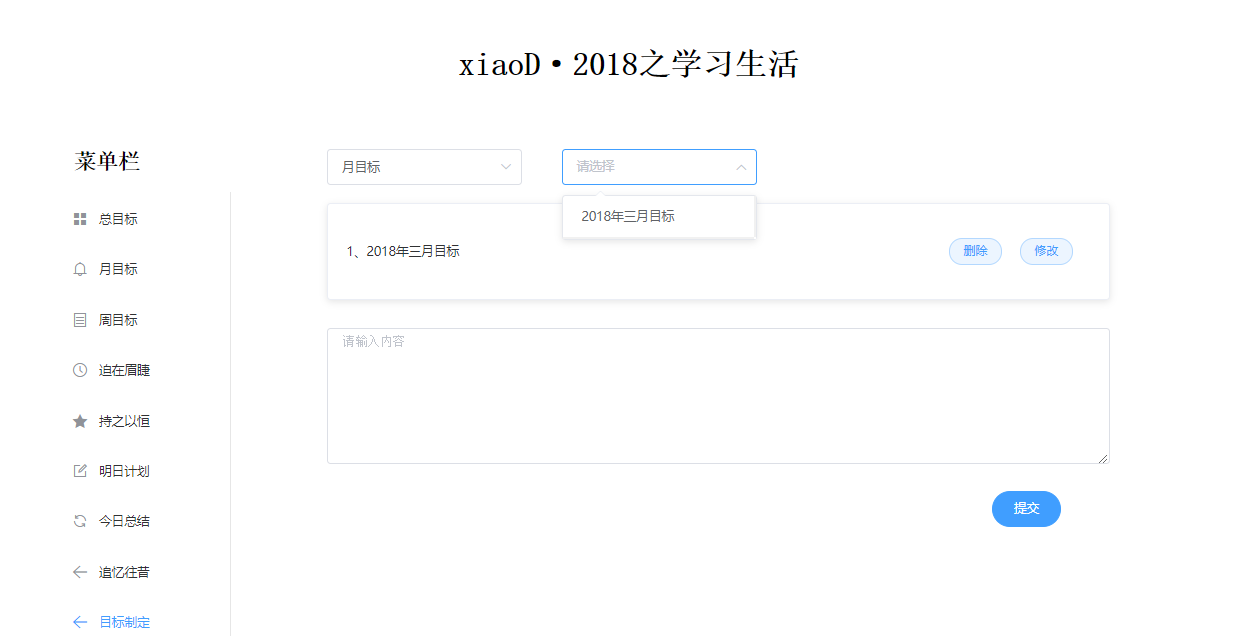 xiaoD·2018之学习生活
菜单栏
总目标
月目标
周目标
迫在眉睫
持之以恒
明日计划
今日总结
追忆往昔
目标制定
月目标
请选择
2018年三月目标
1、2018年三月目标
删除
修改
请输入内容
提交